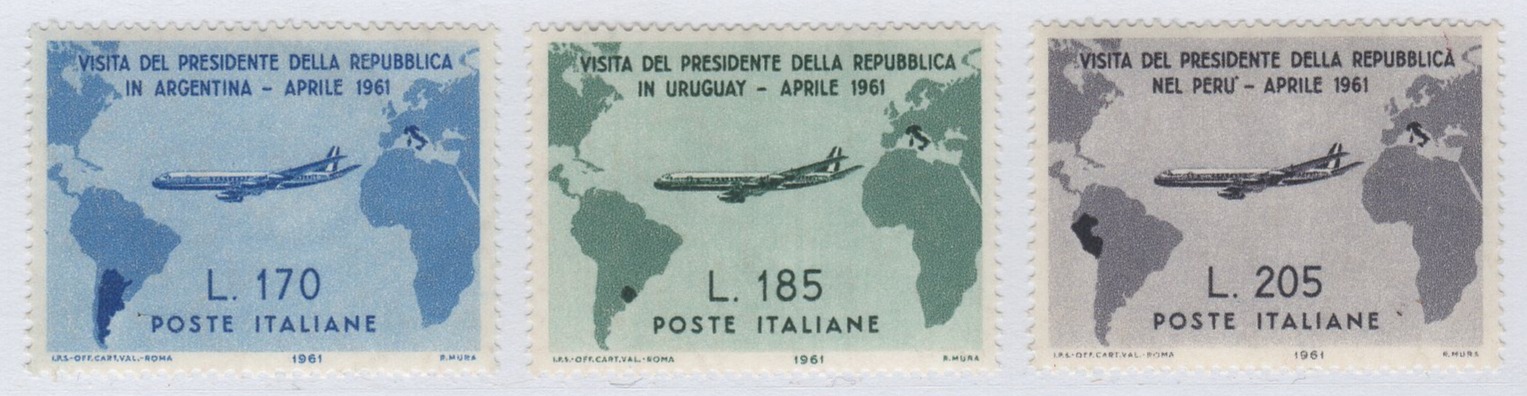 VISITA DEL PRESIDENTE DELLA REPUBBLICA
IN ARGENTINA - APRILE 1961
L. 170
POSTE ITALIANE
I.P.S.-OFF.CART.VAL.-ROMA 1961 R.MURA
VISITA DEL PRESIDENTE DELLA REPUBBLICA
IN URUGUAY - APRILE 1961
L. 185
POSTE ITALIANE
I.P.S.-OFF.CART.VAL.-ROMA 1961 R.MURA
VISITA DEL PRESIDENTE DELLA REPUBBLICA
NEL PERU' - APRILE 1961
L. 205
POSTE ITALIANE
I.P.S.-OFF.CART.VAL.-ROMA 1961 R.MURA